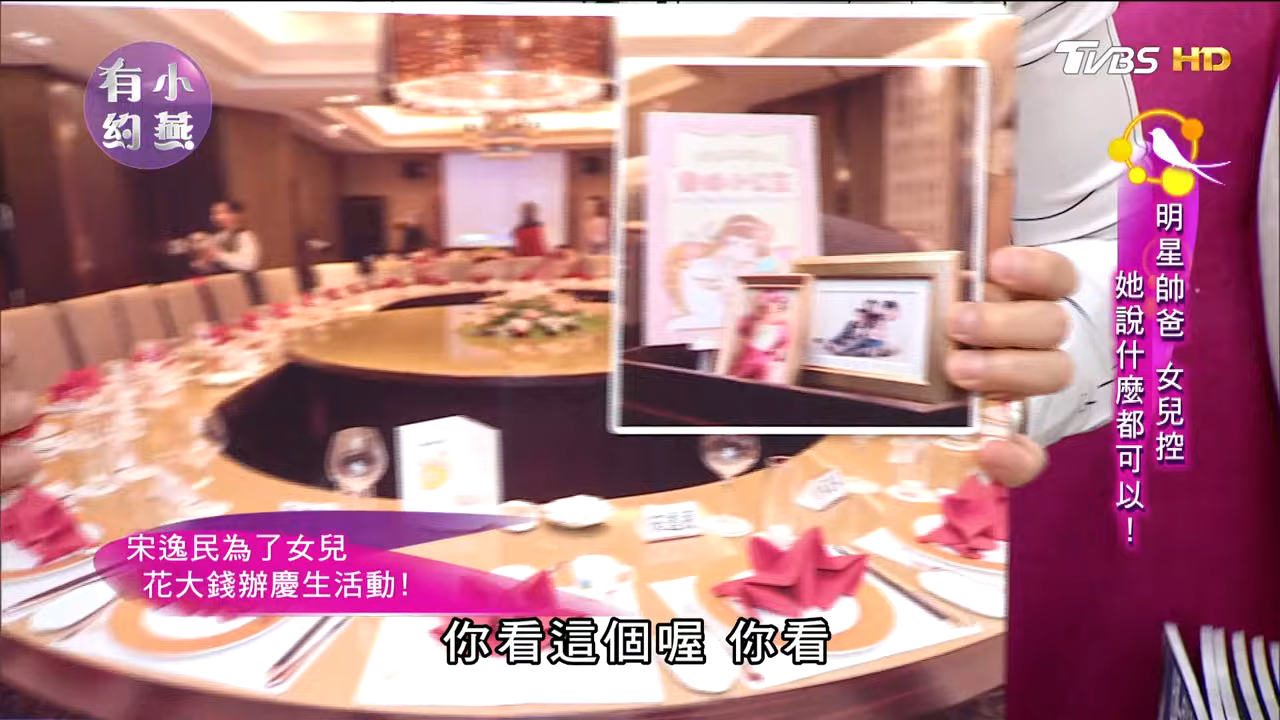 有小
約燕
TVBS HD
明星帥爸 女兒控
她說什麼都可以！
宋逸民為了女兒
花大錢辦慶生活動！
你看這個喔 你看